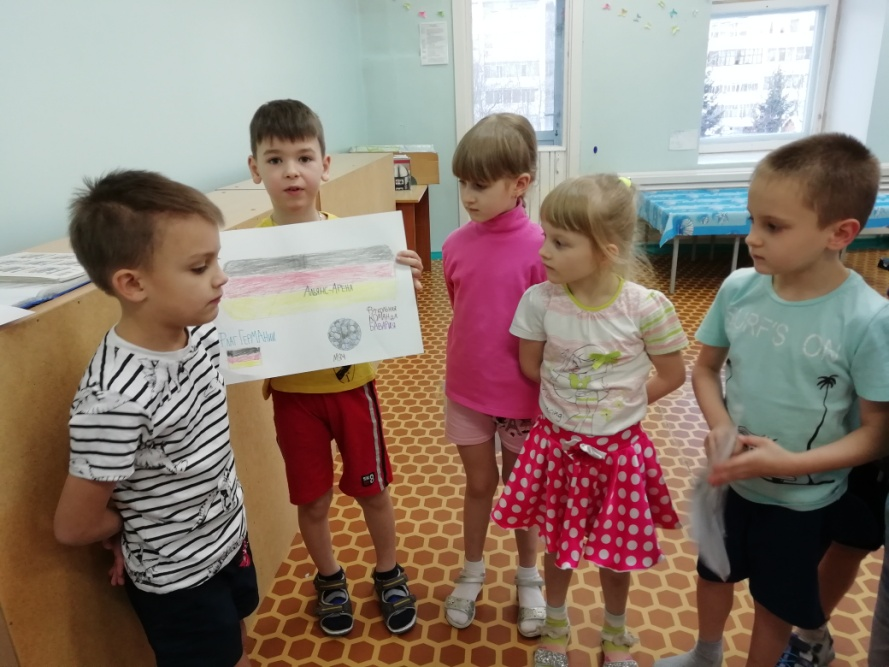 Альянс-Арена
Флаг Германии
Футбольная
команда
Бавария
Мяч
SURF'S ON